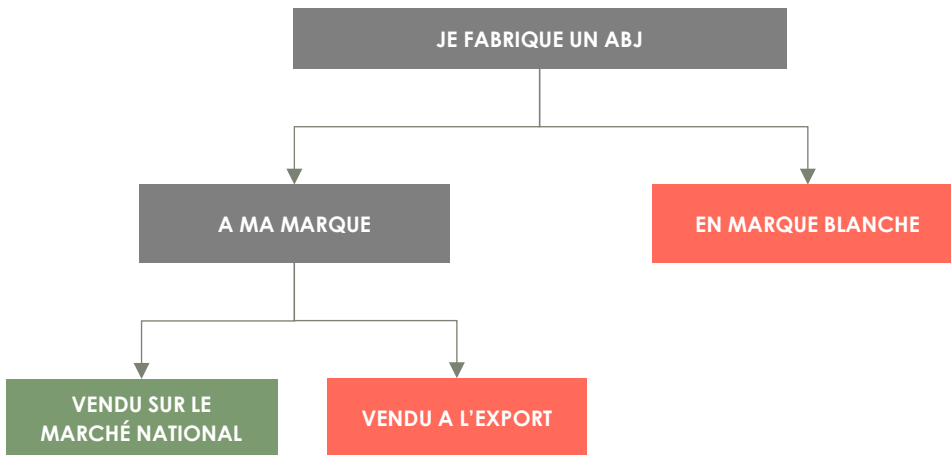 JE FABRIQUE UN ABJ
A MA MARQUE
EN MARQUE BLANCHE
VENDU SUR LE
MARCHÉ NATIONAL
VENDU A L’EXPORT